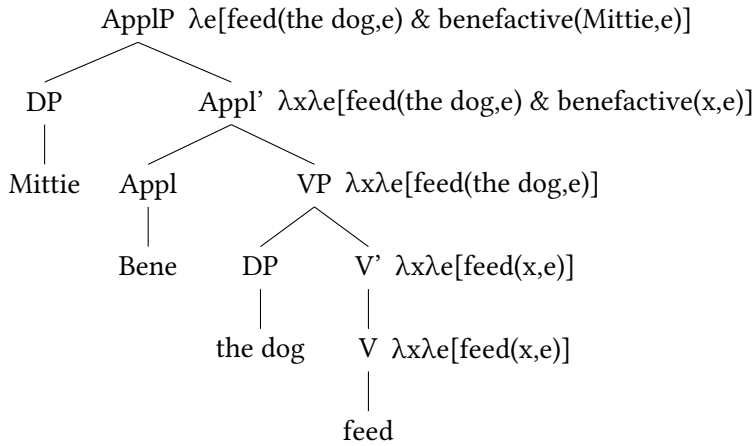 ApplP λe[feed(the dog,e) & benefactive(Mittie,e)]
DP Appl’ λxλe[feed(the dog,e) & benefactive(x,e)]
Mittie Appl VP λxλe[feed(the dog,e)]
Bene DP V’ λxλe[feed(x,e)]
the dog V λxλe[feed(x,e)]
feed